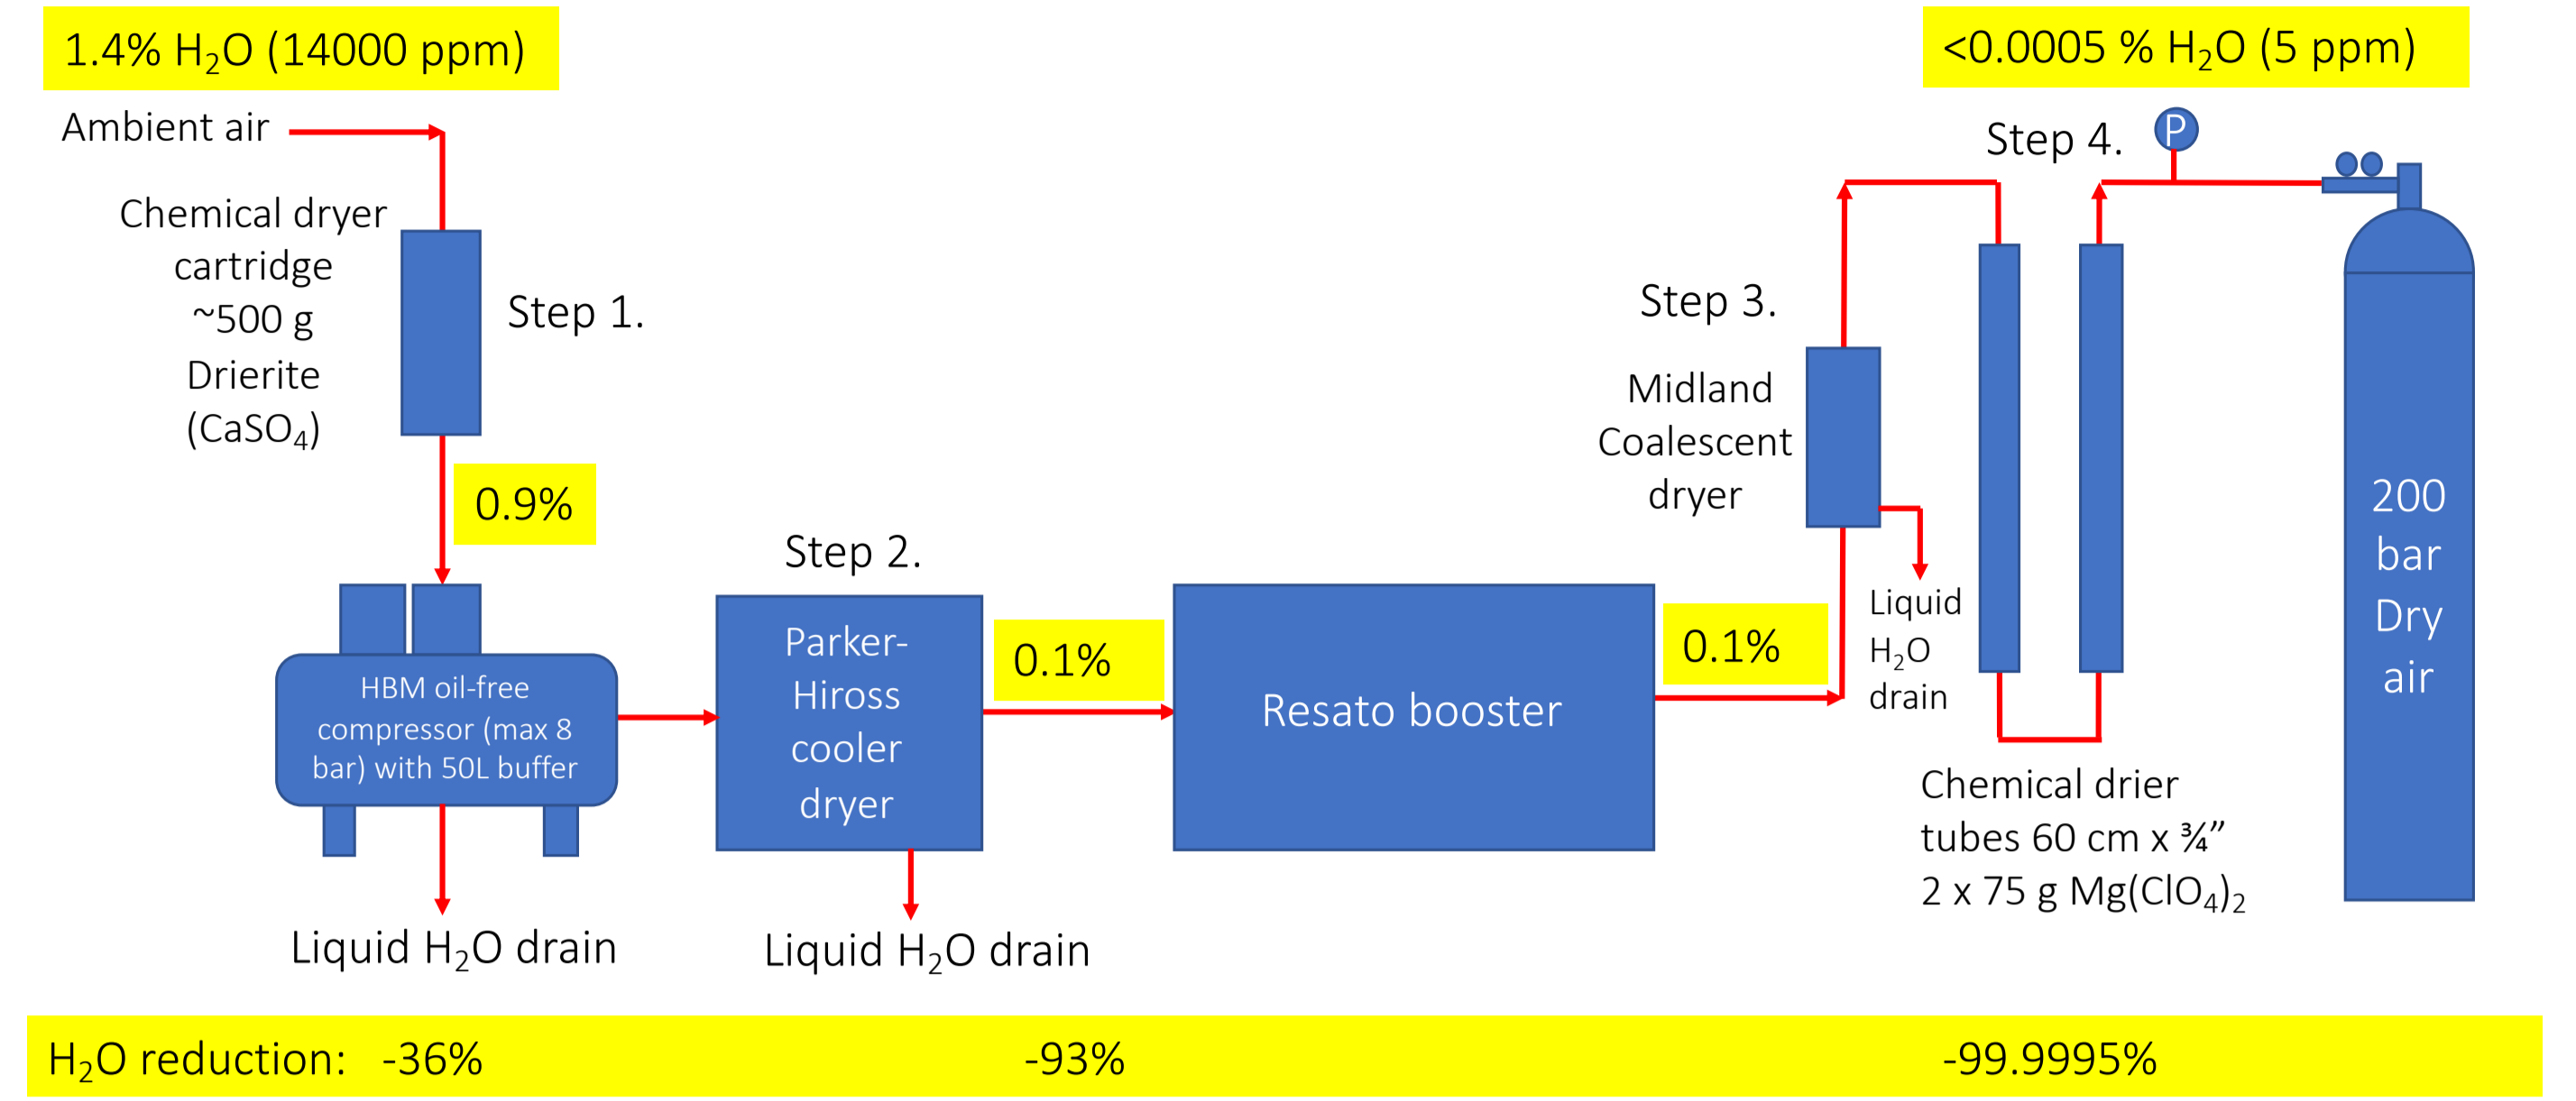 1.4% H₂O (14000 ppm)
<0.0005 % H₂O (5 ppm)
Ambient air
Chemical dryer
cartridge
~500 g
Drierite
(CaSO₄)
Step 1.
0.9%
HBM oil-free
compressor (max 8
bar) with 50L buffer
Liquid H₂O drain
Step 2.
Parker-
Hiross
cooler
dryer
Liquid H₂O drain
0.1%
Resato booster
0.1%
Step 3.
Midland
Coalescent
dryer
Liquid
H₂O
drain
Step 4.
P
Chemical drier
tubes 60 cm x ¾”
2 x 75 g Mg(ClO₄)₂
200
bar
Dry
air
H₂O reduction: -36% -93% -99.9995%